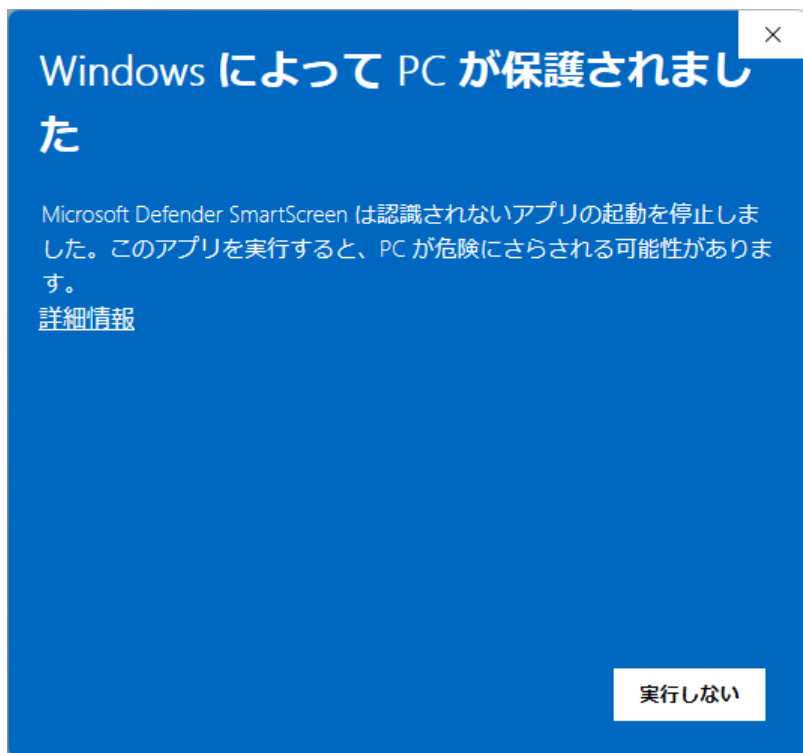 Windows によって PC が保護されまし
た
Microsoft Defender SmartScreen は認識されないアプリの起動を停止しま
した。このアプリを実行すると、PC が危険にさらされる可能性がありま
す。
詳細情報
実行しない